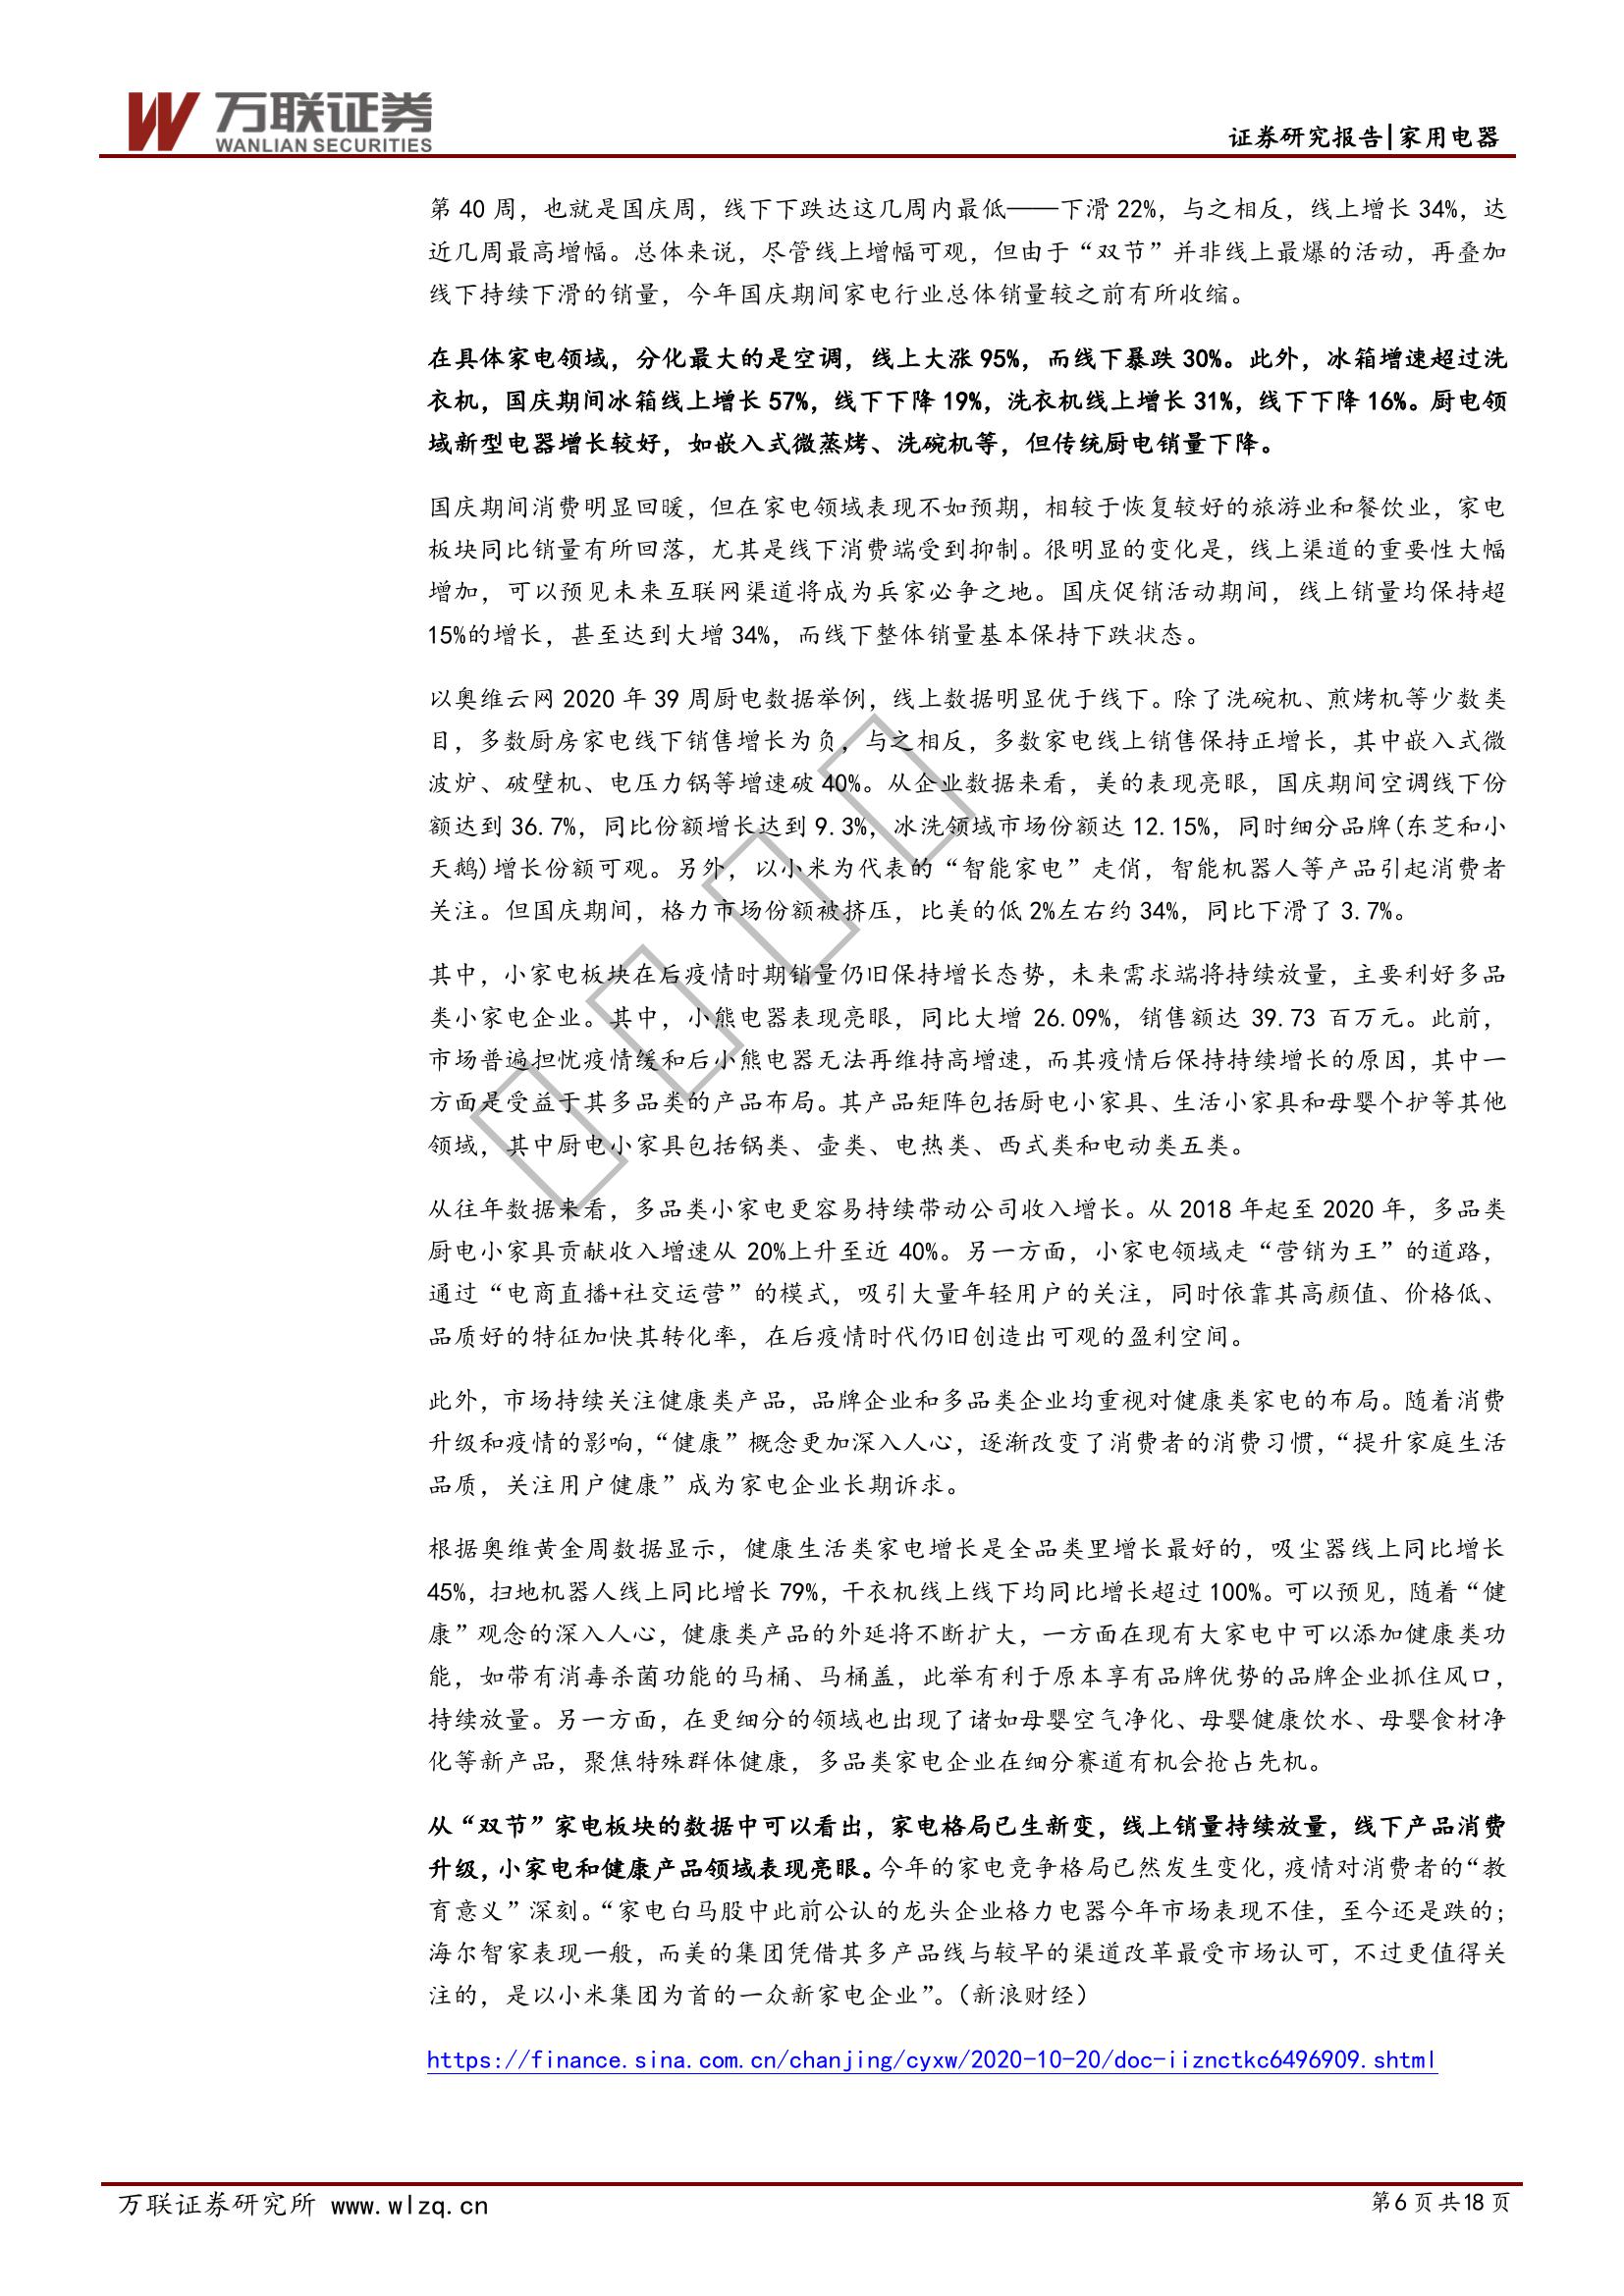 万联证券
WANLIAN SECURITIES
证券研究报告|家用电器
第 40 周，也就是国庆周，线下下跌达这几周内最低——下滑 22%，与之相反，线上增长 34%，达
近几周最高增幅。总体来说，尽管线上增幅可观，但由于“双节”并非线上最爆的活动，再叠加
线下持续下滑的销量，今年国庆期间家电行业总体销量较之前有所收缩。
在具体家电领域，分化最大的是空调，线上大涨 95%，而线下暴跌 30%。此外，冰箱增速超过洗
衣机，国庆期间冰箱线上增长 57%，线下下降 19%，洗衣机线上增长 31%，线下下降 16%。厨电领
域新型电器增长较好，如嵌入式微蒸烤、洗碗机等，但传统厨电销量下降。
国庆期间消费明显回暖，但在家电领域表现不如预期，相较于恢复较好的旅游业和餐饮业，家电
板块同比销量有所回落，尤其是线下消费端受到抑制。很明显的变化是，线上渠道的重要性大幅
增加，可以预见未来互联网渠道将成为兵家必争之地。国庆促销活动期间，线上销量均保持超
15%的增长，甚至达到大增 34%，而线下整体销量基本保持下跌状态。
以奥维云网 2020 年 39 周厨电数据举例，线上数据明显优于线下。除了洗碗机、煎烤机等少数类
目，多数厨房家电线下销售增长为负，与之相反，多数家电线上销售保持正增长，其中嵌入式微
波炉、破壁机、电压力锅等增速破 40%。从企业数据来看，美的表现亮眼，国庆期间空调线下份
额达到 36.7%，同比份额增长达到 9.3%，冰洗领域市场份额达 12.15%，同时细分品牌(东芝和小
天鹅)增长份额可观。另外，以小米为代表的“智能家电”走俏，智能机器人等产品引起消费者
关注。但国庆期间，格力市场份额被挤压，比美的低 2%左右约 34%，同比下滑了 3.7%。
其中，小家电板块在后疫情时期销量仍旧保持增长态势，未来需求端将持续放量，主要利好多品
类小家电企业。其中，小熊电器表现亮眼，同比大增 26.09%，销售额达 39.73 百万元。此前，
市场普遍担忧疫情缓和后小熊电器无法再维持高增速，而其疫情后保持持续增长的原因，其中一
方面是受益于其多品类的产品布局。其产品矩阵包括厨电小家具、生活小家具和母婴个护等其他
领域，其中厨电小家具包括锅类、壶类、电热类、西式类和电动类五类。
从往年数据来看，多品类小家电更容易持续带动公司收入增长。从 2018 年起至 2020 年，多品类
厨电小家具贡献收入增速从 20%上升至近 40%。另一方面，小家电领域走“营销为王”的道路，
通过“电商直播+社交运营”的模式，吸引大量年轻用户的关注，同时依靠其高颜值、价格低、
品质好的特征加快其转化率，在后疫情时代仍旧创造出可观的盈利空间。
此外，市场持续关注健康类产品，品牌企业和多品类企业均重视对健康类家电的布局。随着消费
升级和疫情的影响，“健康”概念更加深入人心，逐渐改变了消费者的消费习惯，“提升家庭生活
品质，关注用户健康”成为家电企业长期诉求。
根据奥维黄金周数据显示，健康生活类家电增长是全品类里增长最好的，吸尘器线上同比增长
45%，扫地机器人线上同比增长 79%，干衣机线上线下均同比增长超过 100%。可以预见，随着“健
康”观念的深入人心，健康类产品的外延将不断扩大，一方面在现有大家电中可以添加健康类功
能，如带有消毒杀菌功能的马桶、马桶盖，此举有利于原本享有品牌优势的品牌企业抓住风口，
持续放量。另一方面，在更细分的领域也出现了诸如母婴空气净化、母婴健康饮水、母婴食材净
化等新产品，聚焦特殊群体健康，多品类家电企业在细分赛道有机会抢占先机。
从“双节”家电板块的数据中可以看出，家电格局已生新变，线上销量持续放量，线下产品消费
升级，小家电和健康产品领域表现亮眼。今年的家电竞争格局已然发生变化，疫情对消费者的“教
育意义”深刻。“家电白马股中此前公认的龙头企业格力电器今年市场表现不佳，至今还是跌的；
海尔智家表现一般，而美的集团凭借其多产品线与较早的渠道改革最受市场认可，不过更值得关
注的，是以小米集团为首的一众新家电企业”。（新浪财经）
https://finance.sina.com.cn/chanjing/cyxw/2020-10-20/doc-iiznctkc6496909.shtml
万联证券研究所 www.wlzq.cn
第 6 页 共 18 页